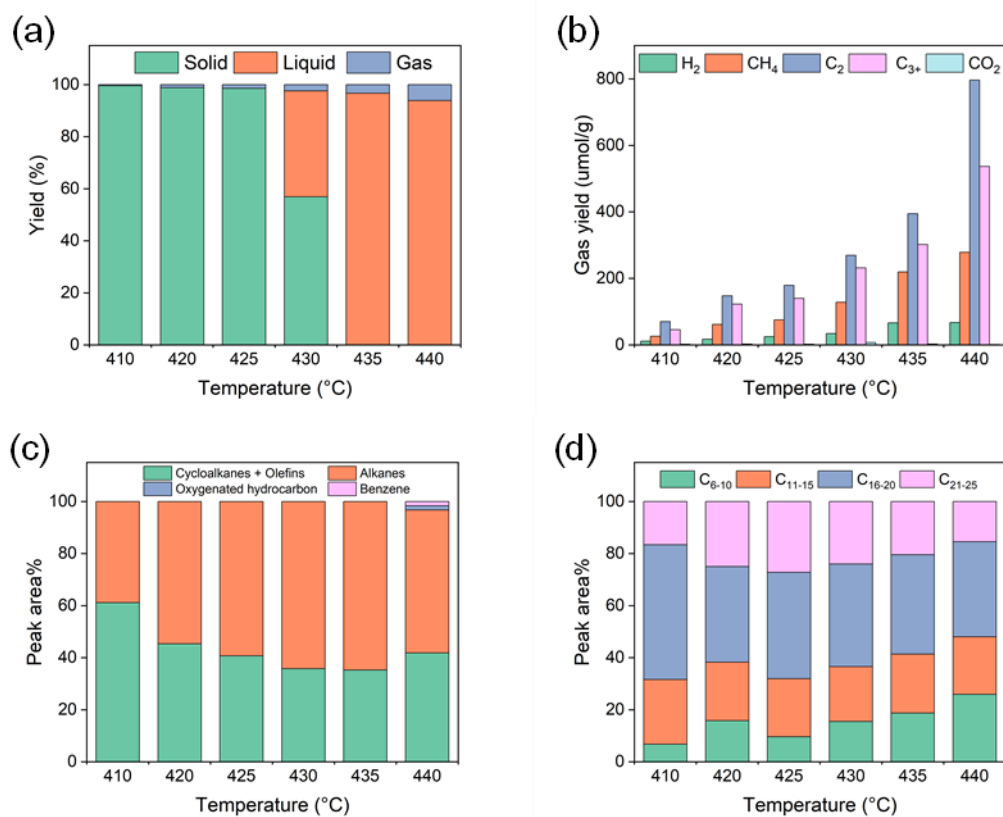 (a)
Solid Liquid Gas
100
80
60
40
20
0
Yield (%)
410 420 425 430 435 440
Temperature (°C)
(b)
H₂ CH₄ C₂ C₃₊ CO₂
800
600
400
200
0
Gas yield (umol/g)
410 420 425 430 435 440
Temperature (°C)
(c)
Cycloalkanes + Olefins Alkanes
Oxygenated hydrocarbon Benzene
100
80
60
40
20
0
Peak area%
410 420 425 430 435 440
Temperature (°C)
(d)
C₆₋₁₀ C₁₁₋₁₅ C₁₆₋₂₀ C₂₁₋₂₅
100
80
60
40
20
0
Peak area%
410 420 425 430 435 440
Temperature (°C)